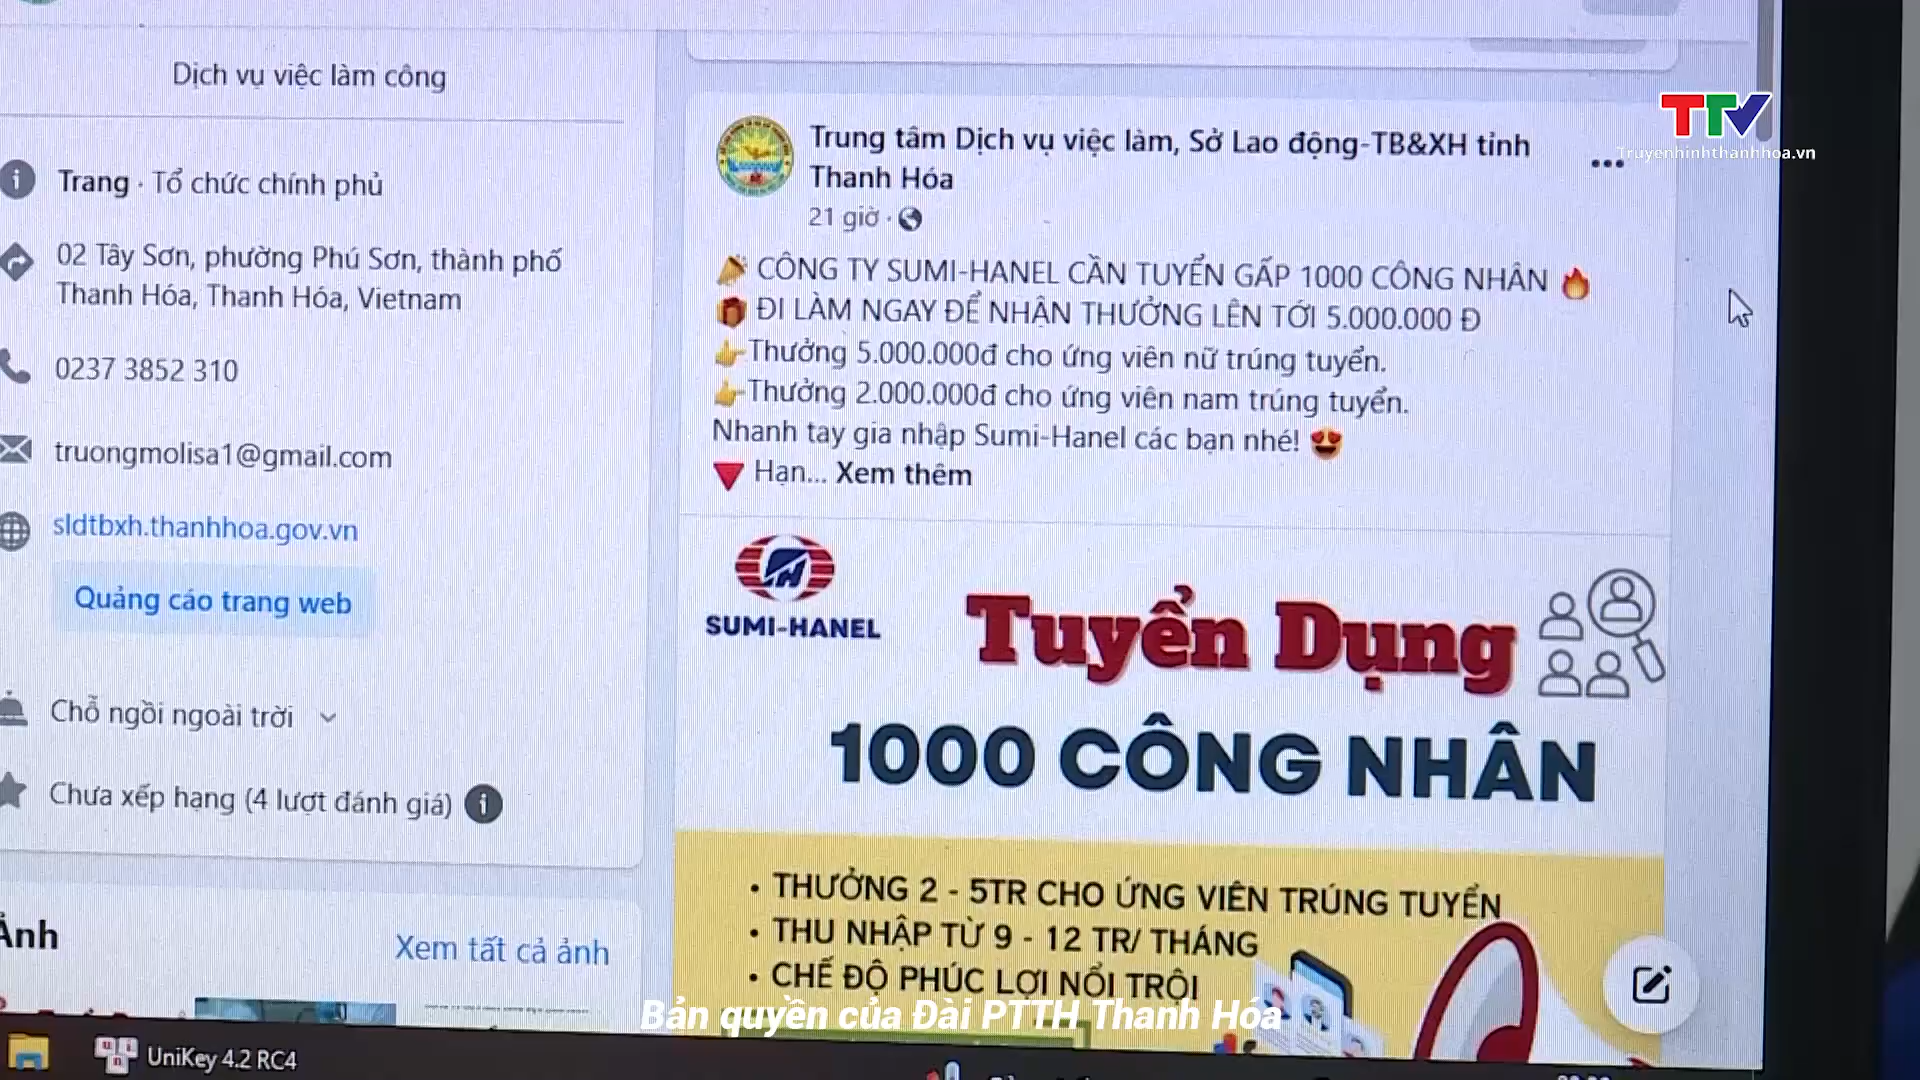 Dịch vụ việc làm công
Trang · Tổ chức chính phủ
02 Tây Sơn, phường Phú Sơn, thành phố
Thanh Hóa, Thanh Hóa, Vietnam
0237 3852 310
truongmolisa1@gmail.com
sldtbxh.thanhhoa.gov.vn
Quảng cáo trang web
Chỗ ngồi ngoài trời
Chưa xếp hạng (4 lượt đánh giá)
Ảnh
Xem tất cả ảnh
UniKey 4.2 RC4
TTV
Truyenhinhthanhhoa.vn
Trung tâm Dịch vụ việc làm, Sở Lao động-TB&XH tỉnh
Thanh Hóa
21 giờ ·
CÔNG TY SUMI-HANEL CẦN TUYỂN GẤP 1000 CÔNG NHÂN
ĐI LÀM NGAY ĐỂ NHẬN THƯỞNG LÊN TỚI 5.000.000 Đ
Thưởng 5.000.000đ cho ứng viên nữ trúng tuyển.
Thưởng 2.000.000đ cho ứng viên nam trúng tuyển.
Nhanh tay gia nhập Sumi-Hanel các bạn nhé!
Hạn... Xem thêm
SUMI-HANEL
Tuyển Dụng
1000 CÔNG NHÂN
• THƯỞNG 2 - 5TR CHO ỨNG VIÊN TRÚNG TUYỂN
• THU NHẬP TỪ 9 - 12 TR/ THÁNG
• CHẾ ĐỘ PHÚC LỢI NỔI TRỘI
Bản quyền của Đài PTTH Thanh Hóa